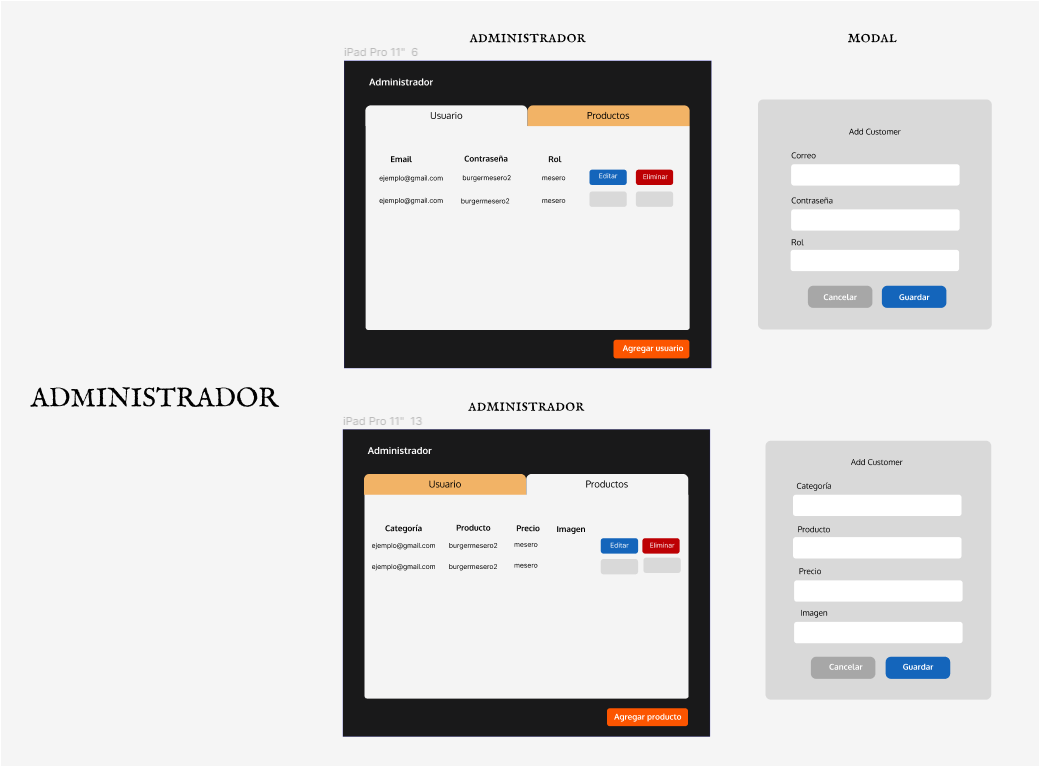 ADMINISTRADOR
MODAL
iPad Pro 11" 6
Administrador
Usuario Productos
Email Contraseña Rol
ejemplo@gmail.com burgermesero2 mesero Editar Eliminar
ejemplo@gmail.com burgermesero2 mesero
Agregar usuario
Add Customer
Correo
Contraseña
Rol
Cancelar Guardar
ADMINISTRADOR
ADMINISTRADOR
iPad Pro 11" 13
Administrador
Usuario Productos
Categoría Producto Precio Imagen
ejemplo@gmail.com burgermesero2 mesero Editar Eliminar
ejemplo@gmail.com burgermesero2 mesero
Agregar producto
Add Customer
Categoría
Producto
Precio
Imagen
Cancelar Guardar